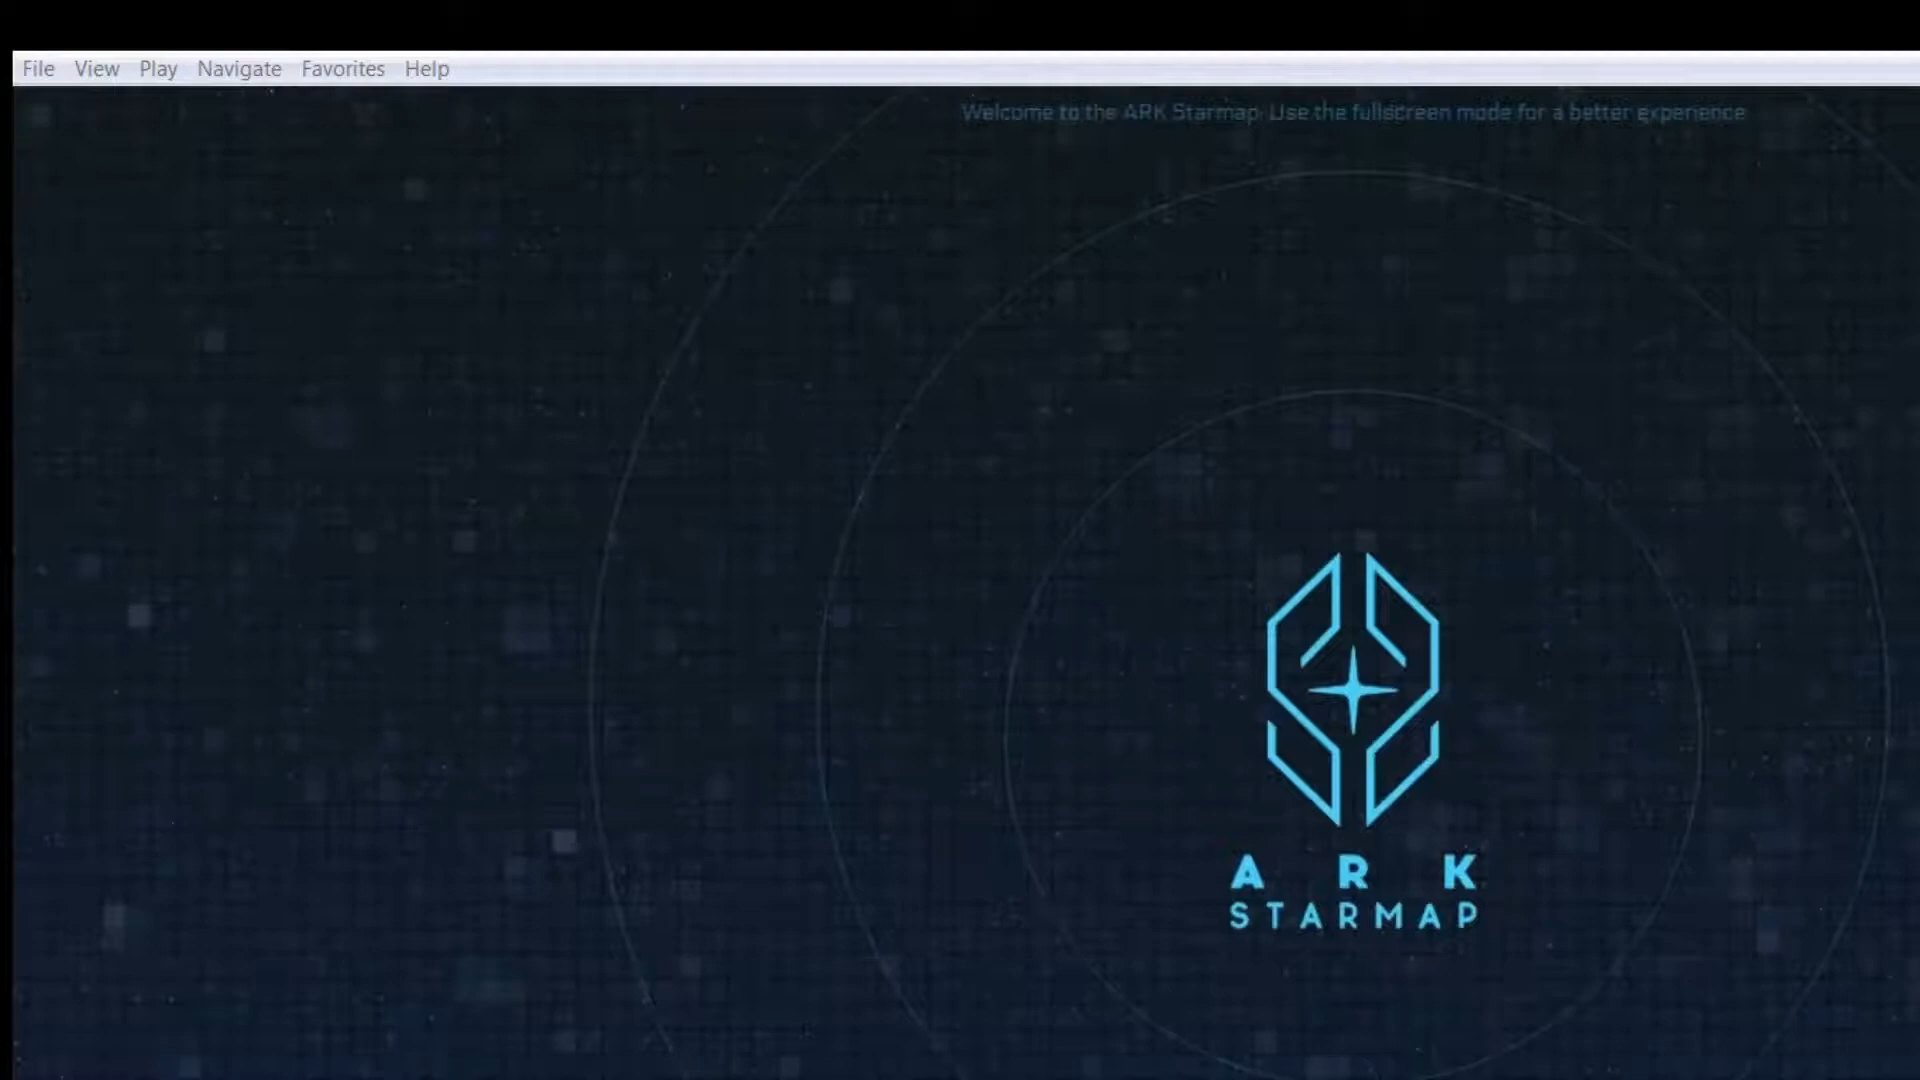 File View Play Navigate Favorites Help
Welcome to the ARK Starmap. Use the fullscreen mode for a better experience
ARK
STARMAP